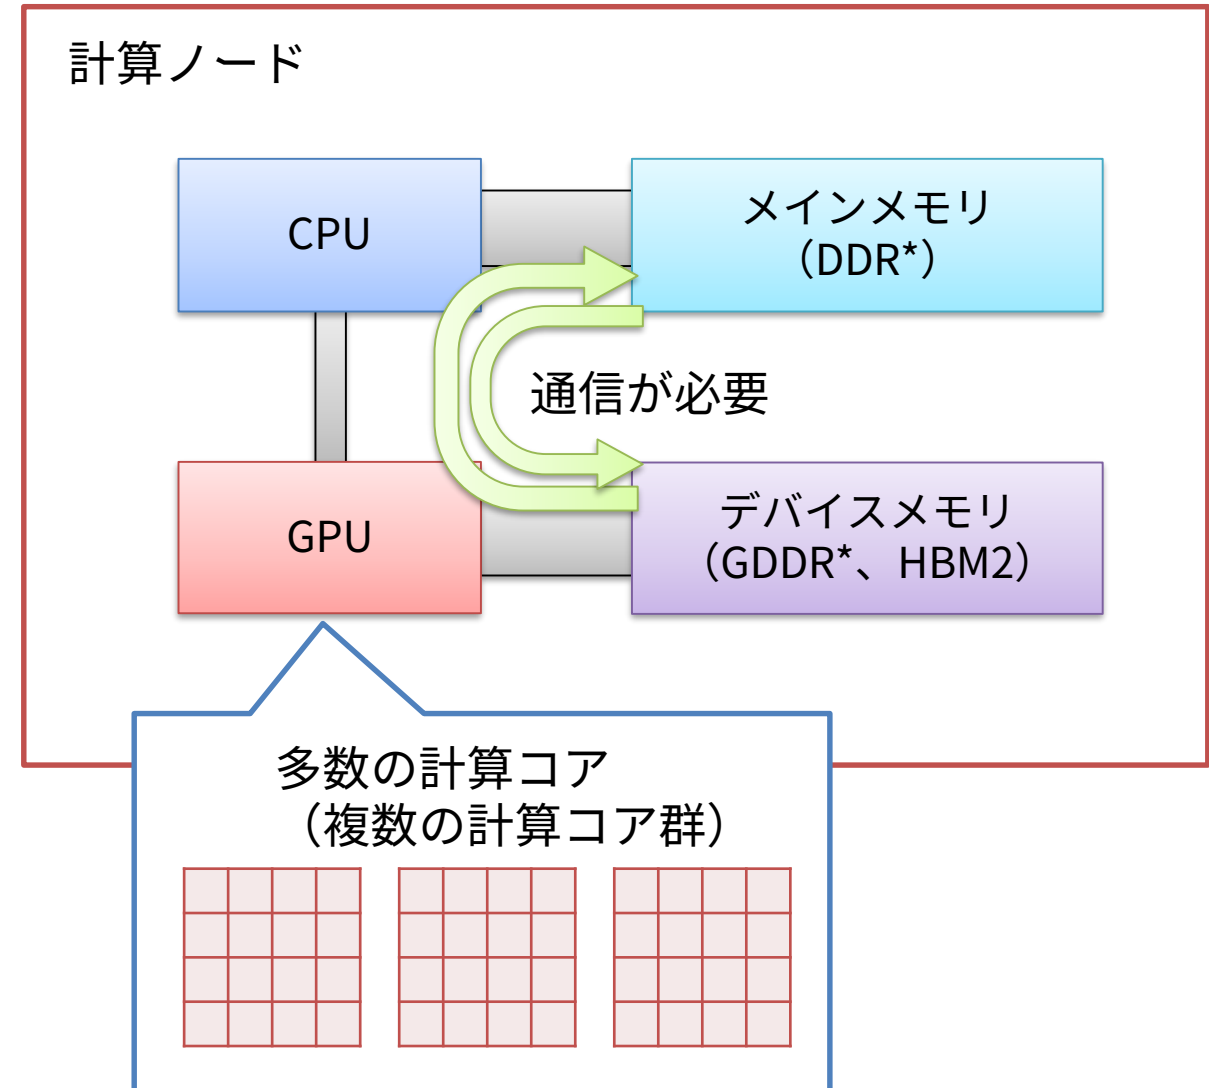 計算ノード
CPU
メインメモリ
（DDR*）
通信が必要
GPU
デバイスメモリ
（GDDR*、HBM2）
多数の計算コア
（複数の計算コア群）